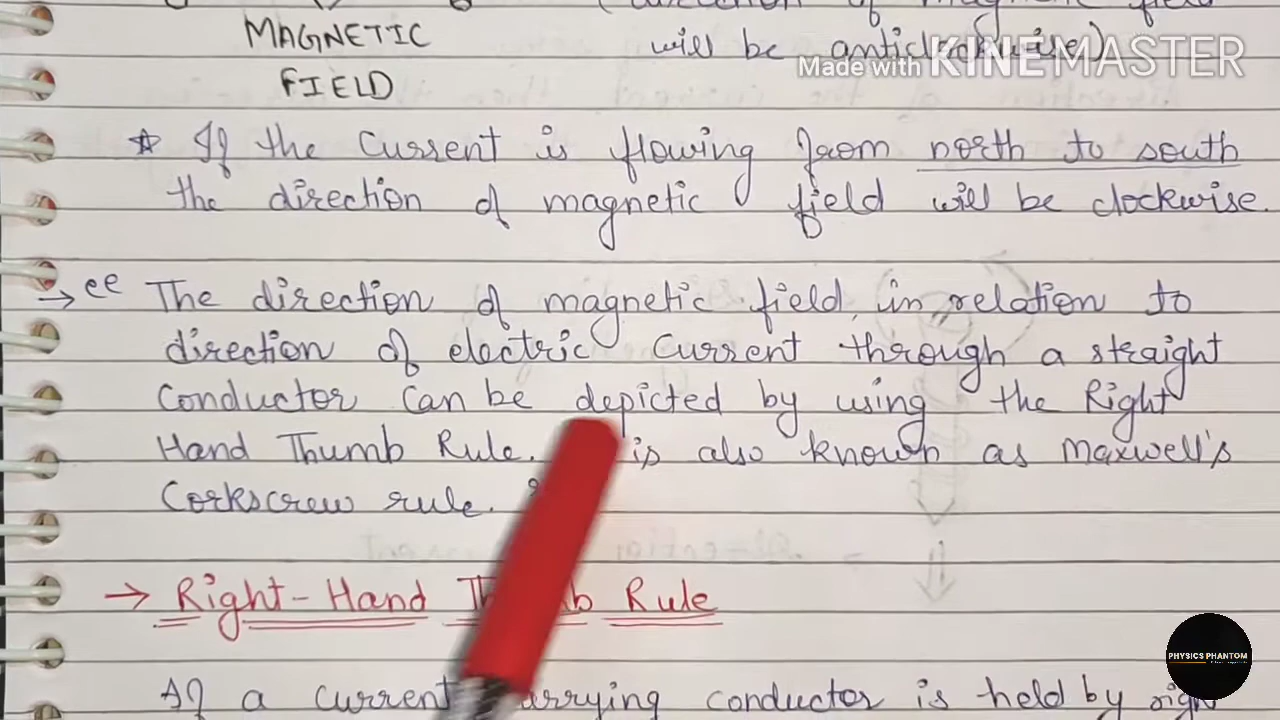 MAGNETIC
FIELD
will be anticlockwise)
Made with KINEMASTER
☆ If the current is flowing from north to south
the direction of magnetic field will be clockwise.
→ " The direction of magnetic field, in relation to
direction of electric current through a straight
Conductor can be depicted by using the Right
Hand Thumb Rule. is also known as Maxwell's
Corkscrew rule. "
→ Right-Hand Thumb Rule
PHYSICS PHANTOM
If a current carrying conductor is held by right